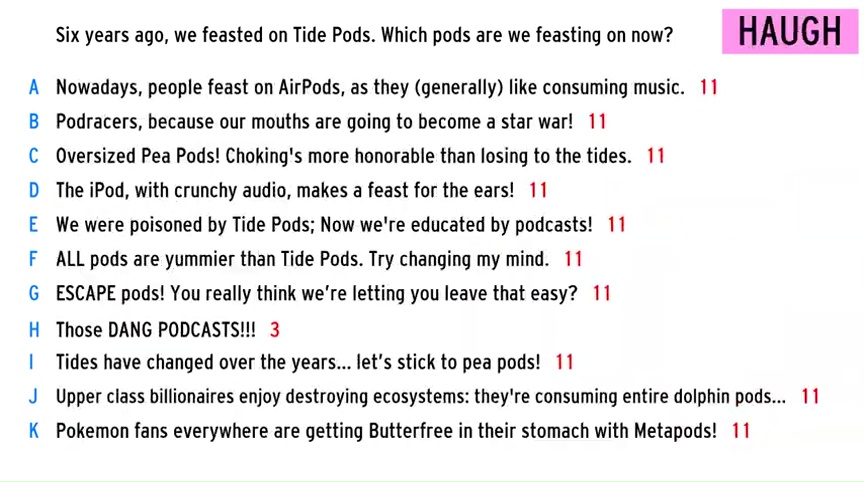 Six years ago, we feasted on Tide Pods. Which pods are we feasting on now?
HAUGH
A Nowadays, people feast on AirPods, as they (generally) like consuming music. 11
B Podracers, because our mouths are going to become a star war! 11
C Oversized Pea Pods! Choking's more honorable than losing to the tides. 11
D The iPod, with crunchy audio, makes a feast for the ears! 11
E We were poisoned by Tide Pods; Now we're educated by podcasts! 11
F ALL pods are yummier than Tide Pods. Try changing my mind. 11
G ESCAPE pods! You really think we’re letting you leave that easy? 11
H Those DANG PODCASTS!!! 3
I Tides have changed over the years... let’s stick to pea pods! 11
J Upper class billionaires enjoy destroying ecosystems: they're consuming entire dolphin pods... 11
K Pokemon fans everywhere are getting Butterfree in their stomach with Metapods! 11